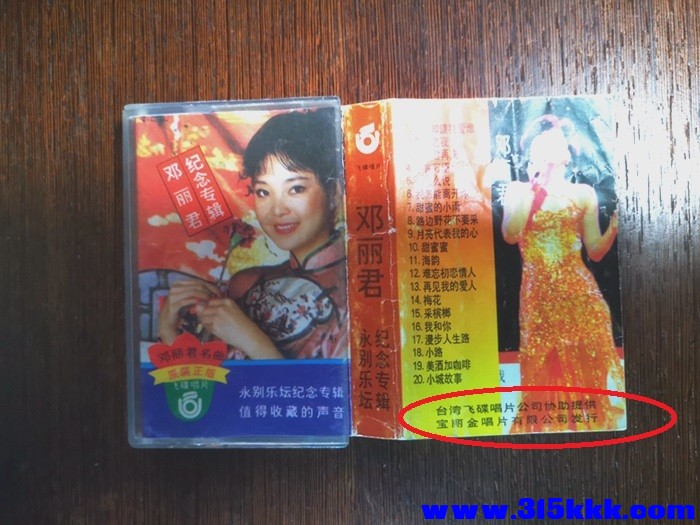 邓丽君
纪念专辑
邓丽君名曲
原装正版
飞碟唱片
永别乐坛纪念专辑
值得收藏的声音
飞碟唱片
邓丽君
纪念专辑
永别乐坛
邓丽君
7. 甜蜜的小雨
8. 路边野花不要采
9. 月亮代表我的心
10. 甜蜜蜜
11. 海韵
12. 难忘初恋情人
13. 再见我的爱人
14. 梅花
15. 采槟榔
16. 我和你
17. 漫步人生路
18. 小路
19. 美酒加咖啡
20. 小城故事
台湾飞碟唱片公司协助提供
宝丽金唱片有限公司发行
www.315kkk.com